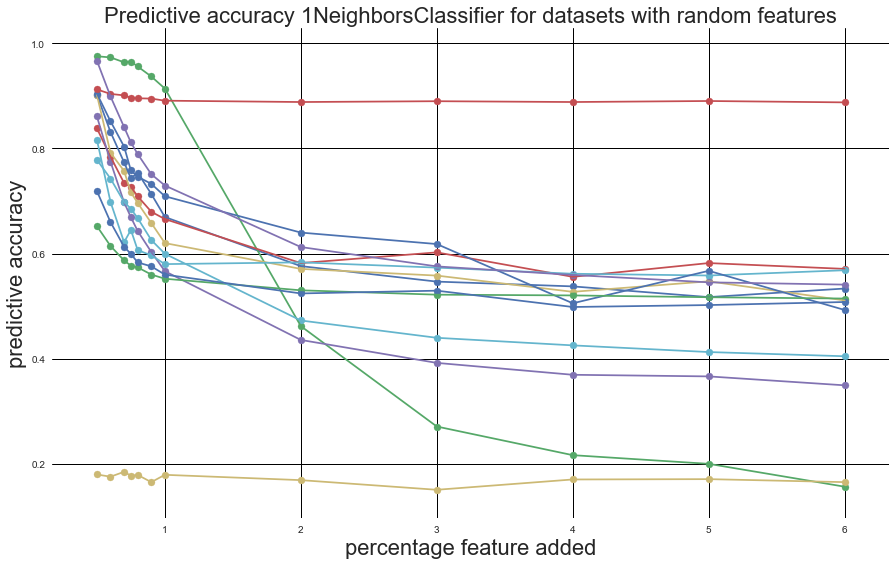 Predictive accuracy 1NeighborsClassifier for datasets with random features
predictive accuracy
1.0
0.8
0.6
0.4
0.2
1 2 3 4 5 6
percentage feature added